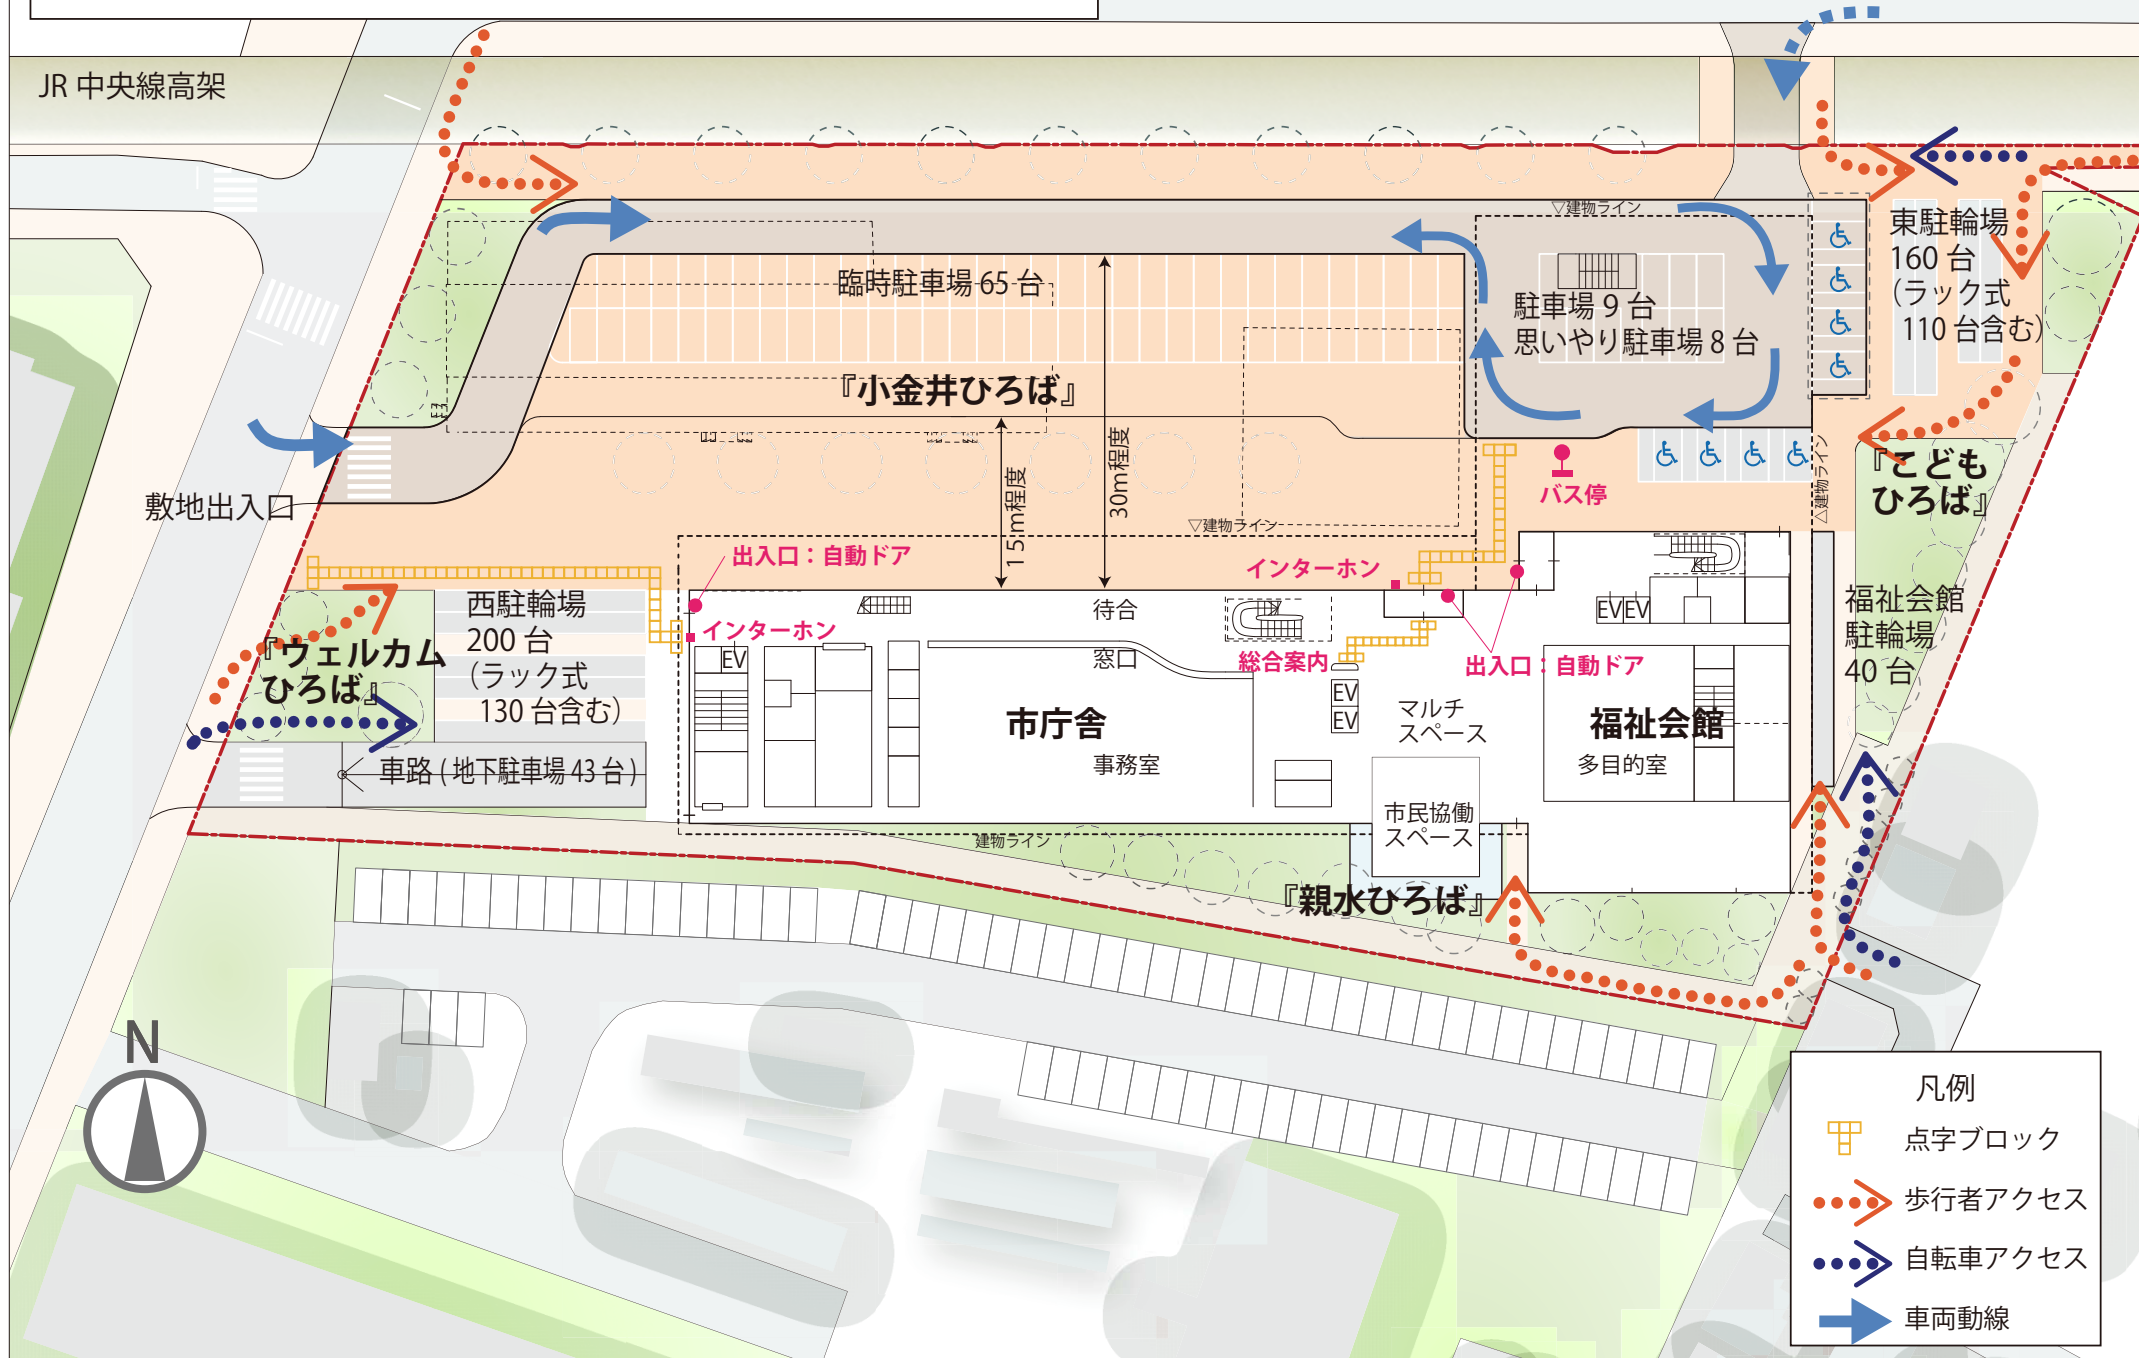 JR 中央線高架
▽建物ライン
東駐輪場
160 台
（ラック式
110 台含む）
臨時駐車場 65 台
駐車場 9 台
思いやり駐車場 8 台
『小金井ひろば』
30m程度
15m程度
バス停
△建物ライン
『こども
ひろば』
敷地出入口
▽建物ライン
出入口：自動ドア
インターホン
西駐輪場
200 台
（ラック式
130 台含む）
『ウェルカム
ひろば』
インターホン
待合
窓口
総合案内
出入口：自動ドア
EV
EV
EV
EV
EV
福祉会館
駐輪場
40 台
市庁舎
マルチ
スペース
福祉会館
事務室
多目的室
車路 ( 地下駐車場 43 台 )
市民協働
スペース
建物ライン
『親水ひろば』
N
凡例
点字ブロック
歩行者アクセス
自転車アクセス
車両動線